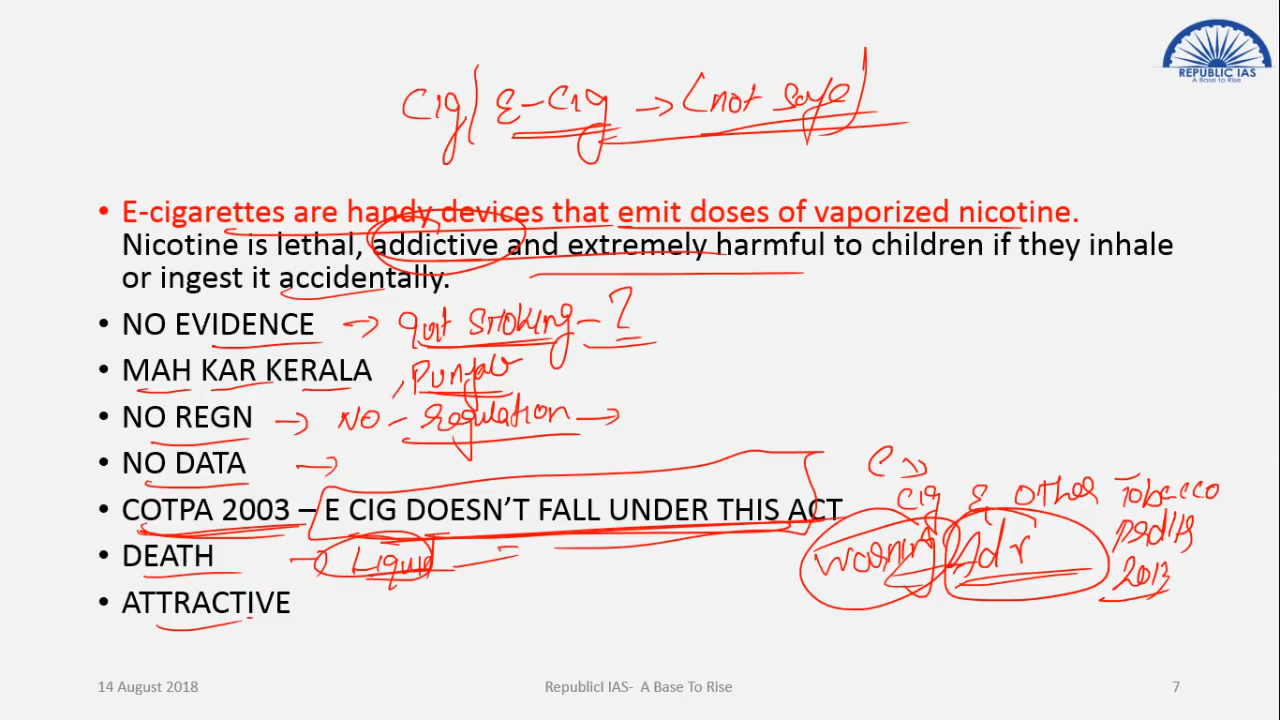 REPUBLIC IAS
A Base to Rise
Cig/ E-Cig → (not safe)
• E-cigarettes are handy devices that emit doses of vaporized nicotine.
Nicotine is lethal, addictive and extremely harmful to children if they inhale
or ingest it accidentally.
• NO EVIDENCE → quit smoking - ?
• MAH KAR KERALA , Punjab
• NO REGN → NO - regulation →
• NO DATA →
• COTPA 2003 – E CIG DOESN’T FALL UNDER THIS ACT
Cig & Other Tobacco
2013
Warning Adv
• DEATH → Liquid
• ATTRACTIVE
14 August 2018
RepublicI IAS- A Base To Rise
7